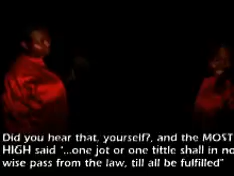 Did you hear that, yourself?, and the MOST
HIGH said "...one jot or one tittle shall in no
wise pass from the law, till all be fulfilled"